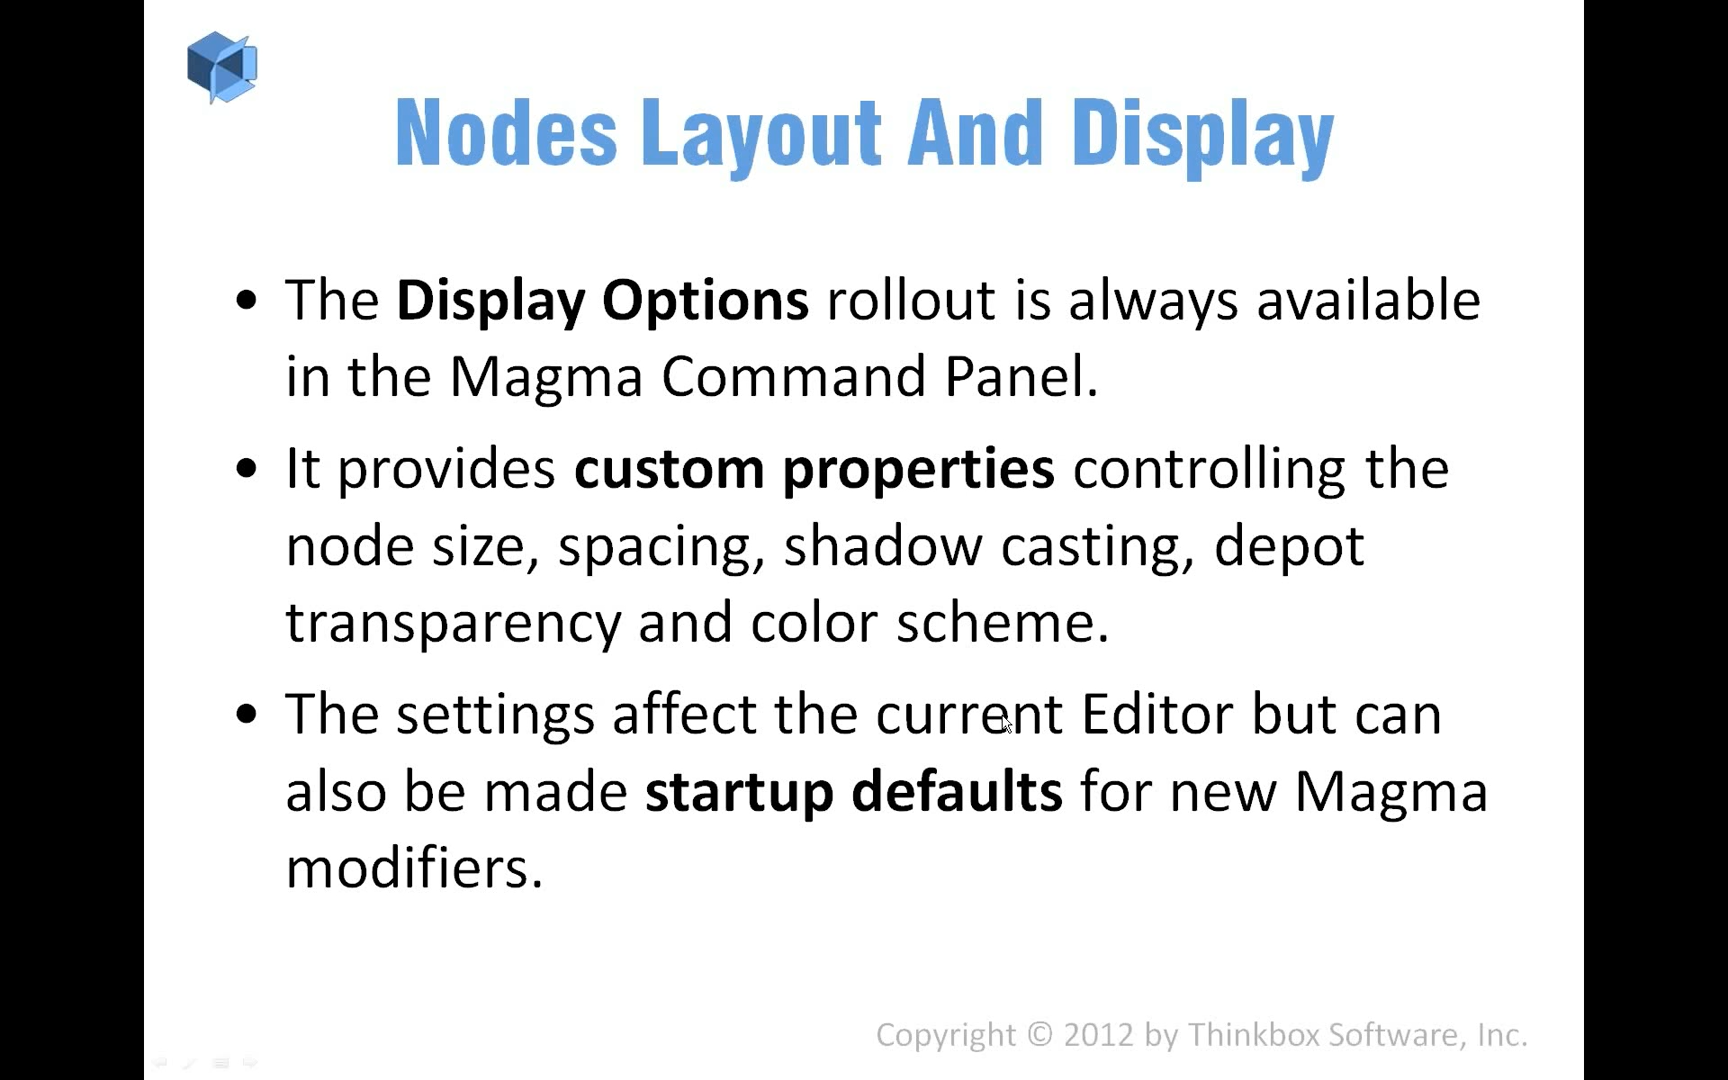 Nodes Layout And Display
• The Display Options rollout is always available
in the Magma Command Panel.
• It provides custom properties controlling the
node size, spacing, shadow casting, depot
transparency and color scheme.
• The settings affect the current Editor but can
also be made startup defaults for new Magma
modifiers.
Copyright © 2012 by Thinkbox Software, Inc.